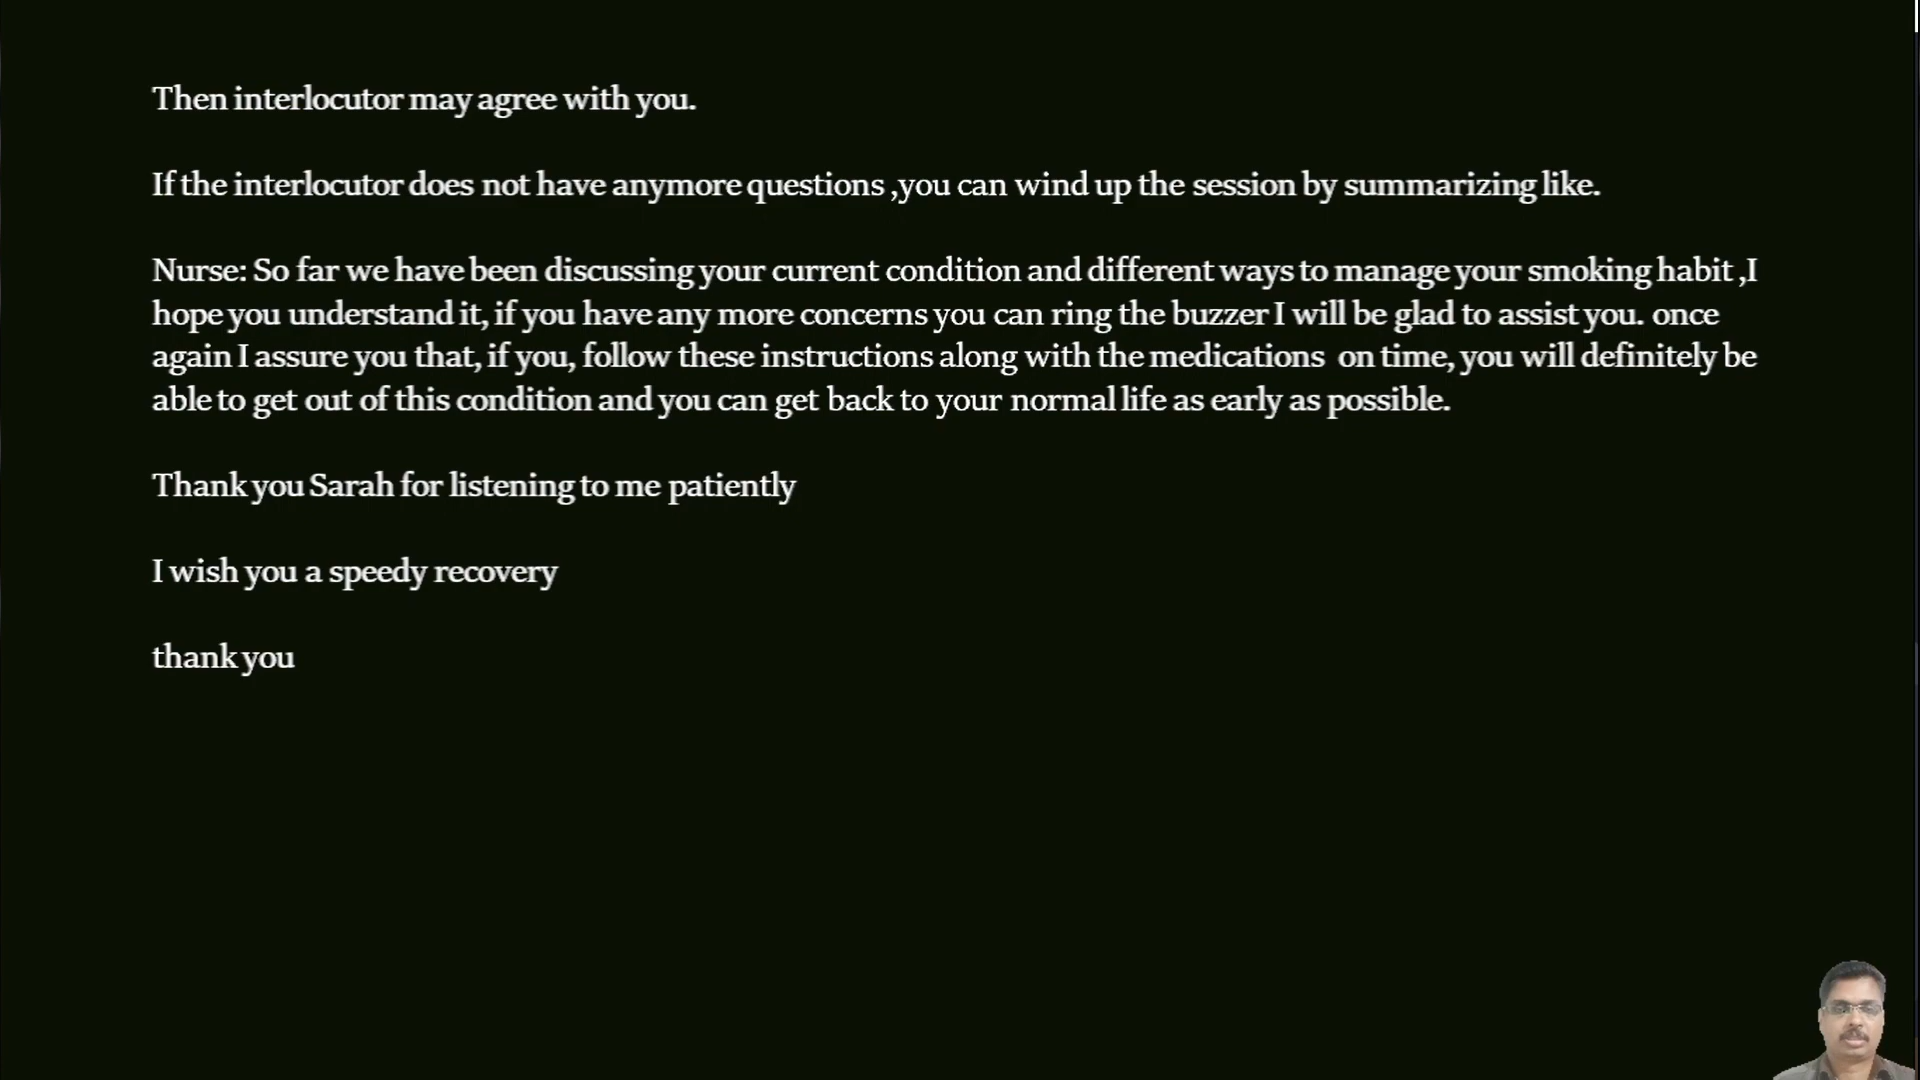 Then interlocutor may agree with you.
If the interlocutor does not have anymore questions ,you can wind up the session by summarizing like.
Nurse: So far we have been discussing your current condition and different ways to manage your smoking habit ,I
hope you understand it, if you have any more concerns you can ring the buzzer I will be glad to assist you. once
again I assure you that, if you, follow these instructions along with the medications on time, you will definitely be
able to get out of this condition and you can get back to your normal life as early as possible.
Thank you Sarah for listening to me patiently
I wish you a speedy recovery
thank you